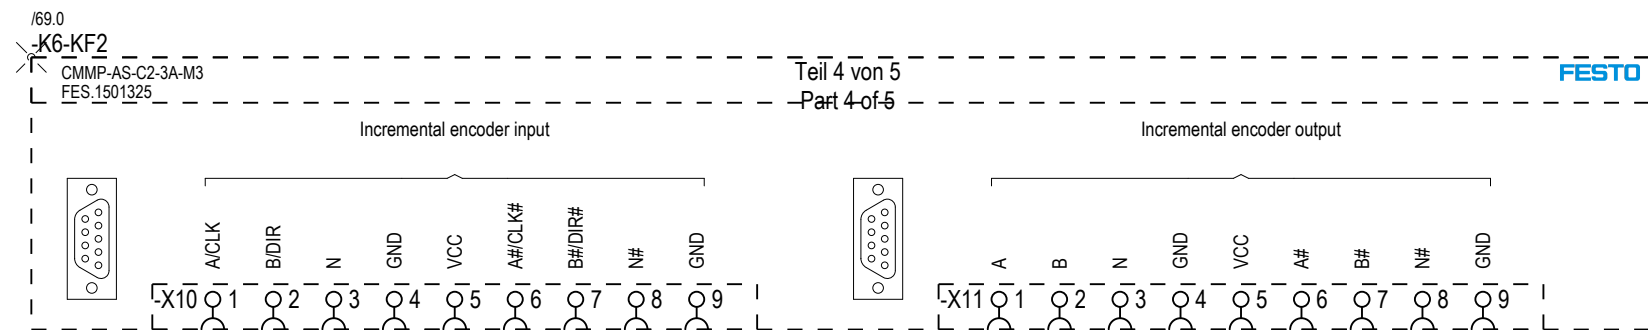 /69.0
-K6-KF2
CMMP-AS-C2-3A-M3
FES.1501325
Teil 4 von 5
Part 4 of 5
FESTO
Incremental encoder input
Incremental encoder output
A/CLK B/DIR N GND VCC A#/CLK# B#/DIR# N# GND
A B N GND VCC A# B# N# GND
-X10 1 2 3 4 5 6 7 8 9
-X11 1 2 3 4 5 6 7 8 9